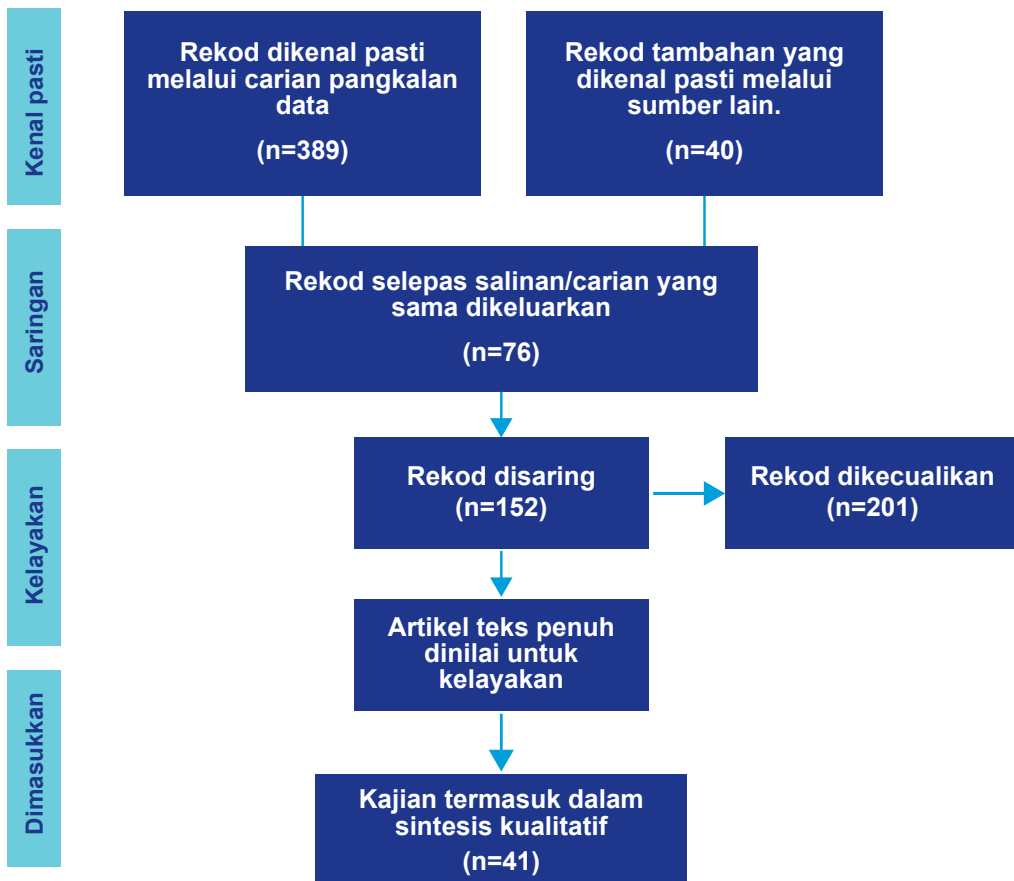 Kenal pasti
Rekod dikenal pasti
melalui carian pangkalan
data
(n=389)
Rekod tambahan yang
dikenal pasti melalui
sumber lain.
(n=40)
Saringan
Rekod selepas salinan/carian yang
sama dikeluarkan
(n=76)
Kelayakan
Rekod disaring
(n=152)
Rekod dikecualikan
(n=201)
Artikel teks penuh
dinilai untuk
kelayakan
Dimasukkan
Kajian termasuk dalam
sintesis kualitatif
(n=41)